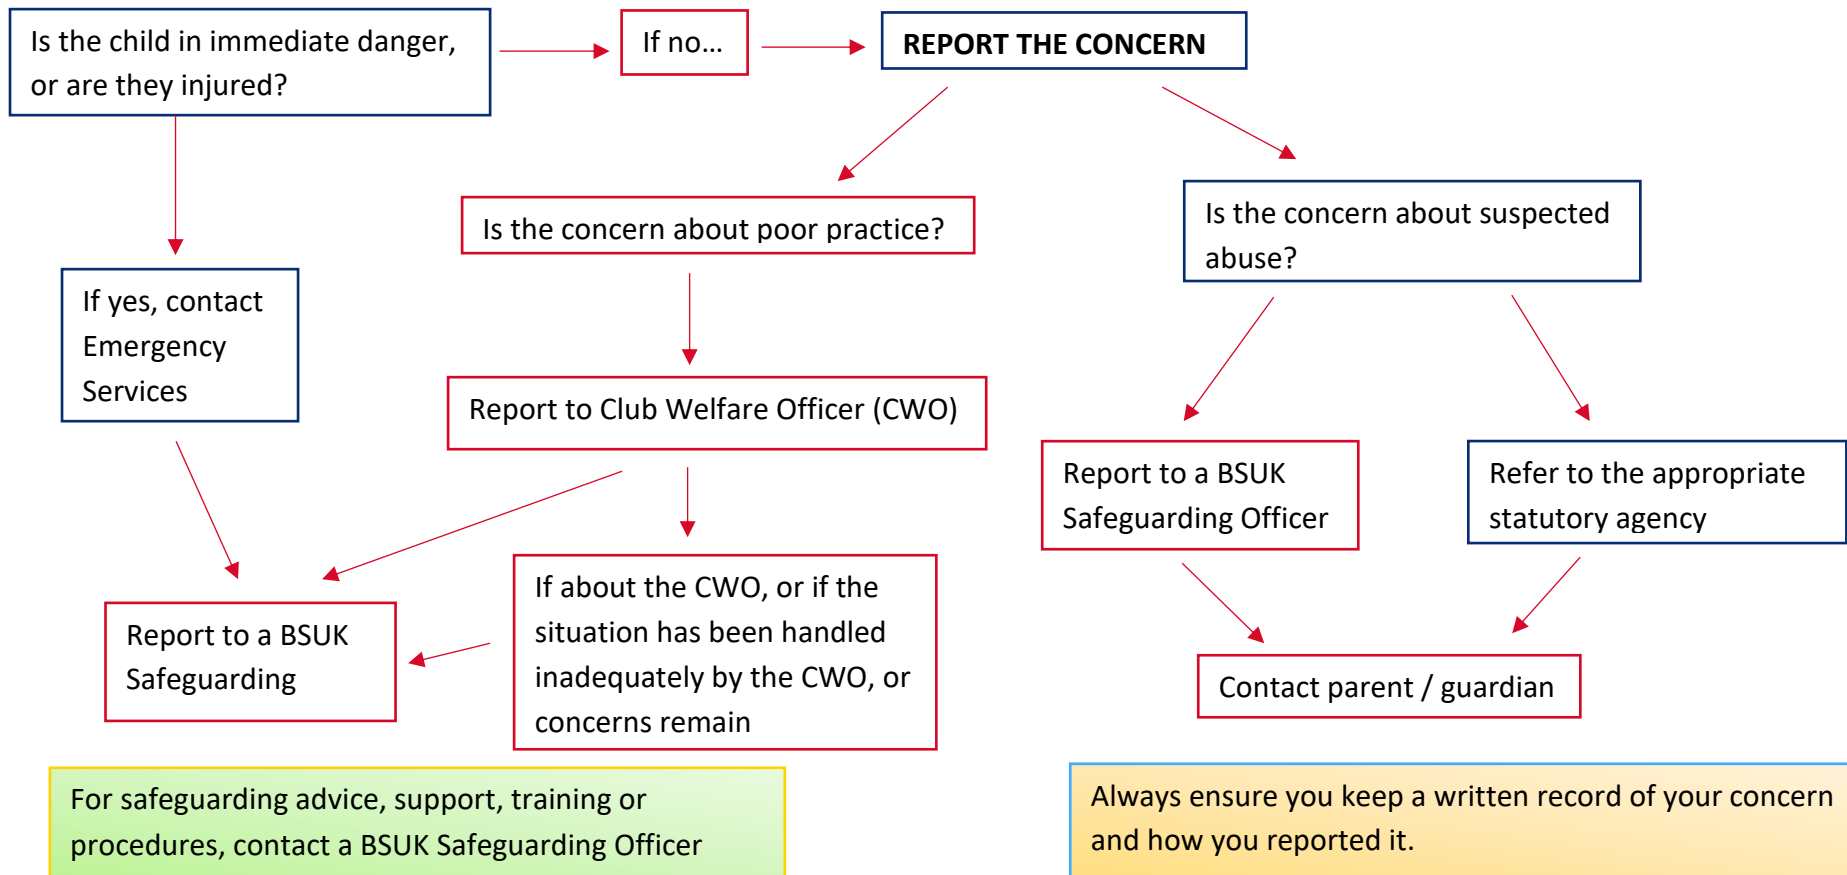 Is the child in immediate danger,
or are they injured?
If no…
REPORT THE CONCERN
Is the concern about poor practice?
Is the concern about suspected
abuse?
If yes, contact
Emergency
Services
Report to Club Welfare Officer (CWO)
Report to a BSUK
Safeguarding Officer
Refer to the appropriate
statutory agency
Report to a BSUK
Safeguarding
If about the CWO, or if the
situation has been handled
inadequately by the CWO, or
concerns remain
Contact parent / guardian
For safeguarding advice, support, training or
procedures, contact a BSUK Safeguarding Officer
Always ensure you keep a written record of your concern
and how you reported it.